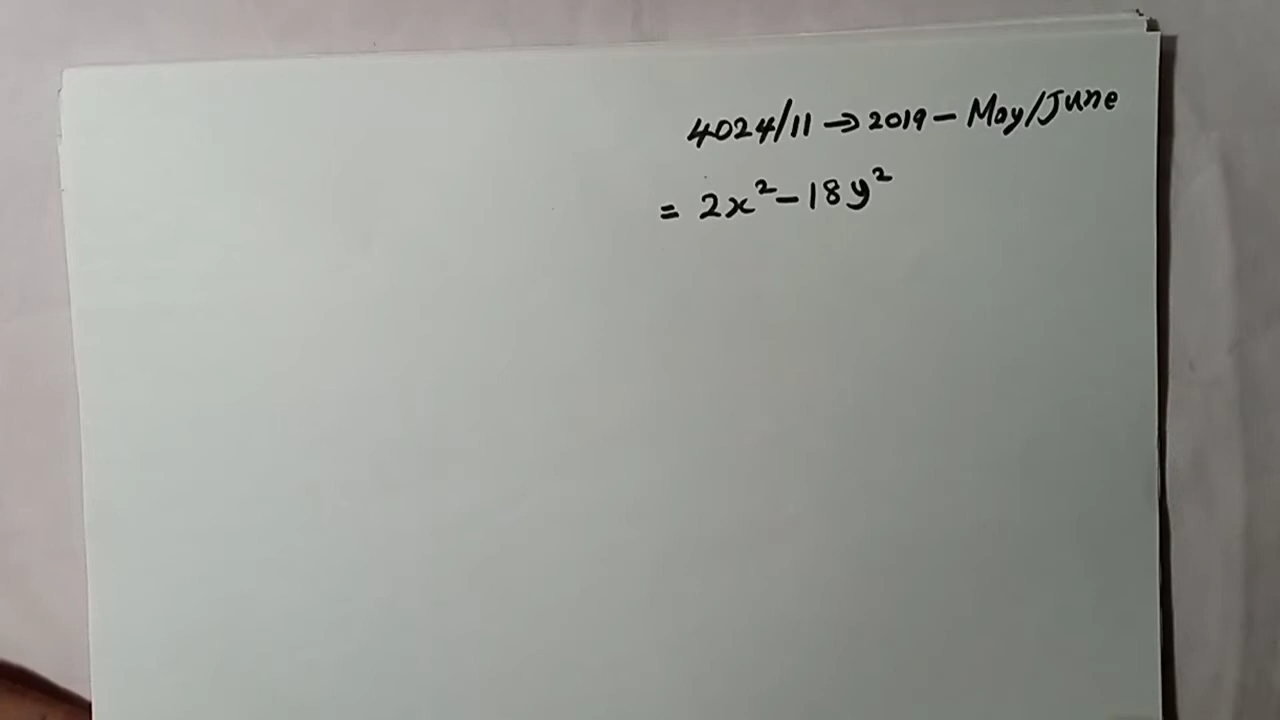 4024/11 → 2019 - May/June
= 2x² - 18y²